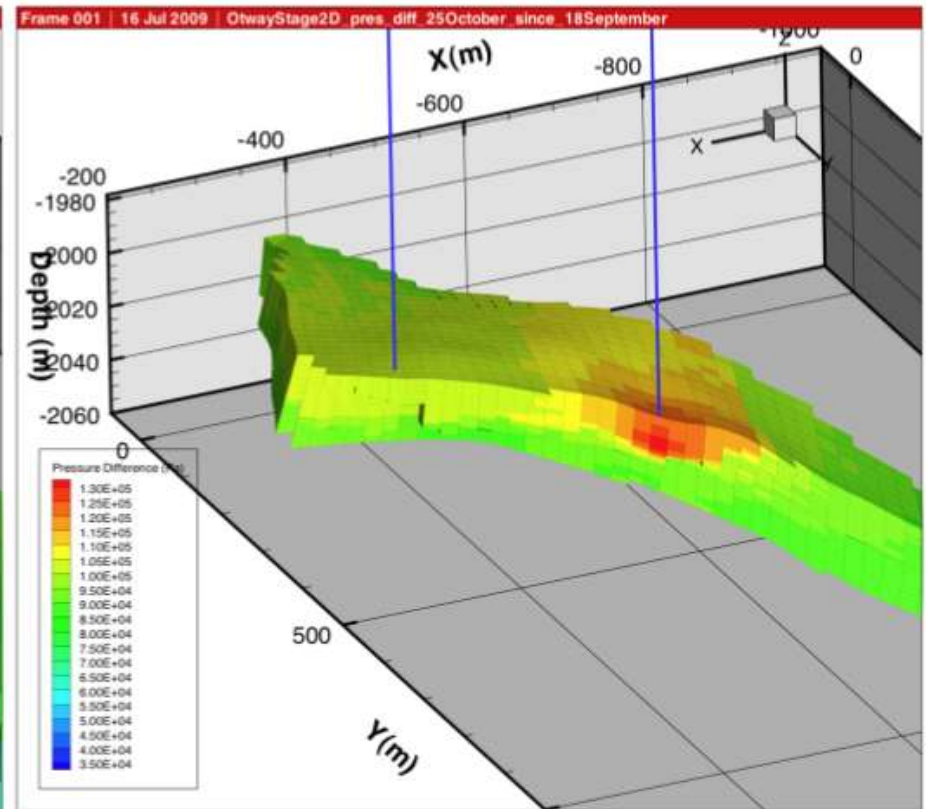 Frame 001 | 16 Jul 2009 | OtwayStage2D_pres_diff_25October_since_18September
X(m)
-1000
Z
0
-800
-600
X
-400
-200
-1980
2000
2020
2040
-2060
Depth (m)
0
Pressure Difference
1.30E+05
1.25E+05
1.20E+05
1.15E+05
1.10E+05
1.05E+05
1.00E+05
9.50E+04
9.00E+04
8.50E+04
8.00E+04
7.50E+04
7.00E+04
6.50E+04
6.00E+04
5.50E+04
5.00E+04
4.50E+04
4.00E+04
3.50E+04
500
Y(m)